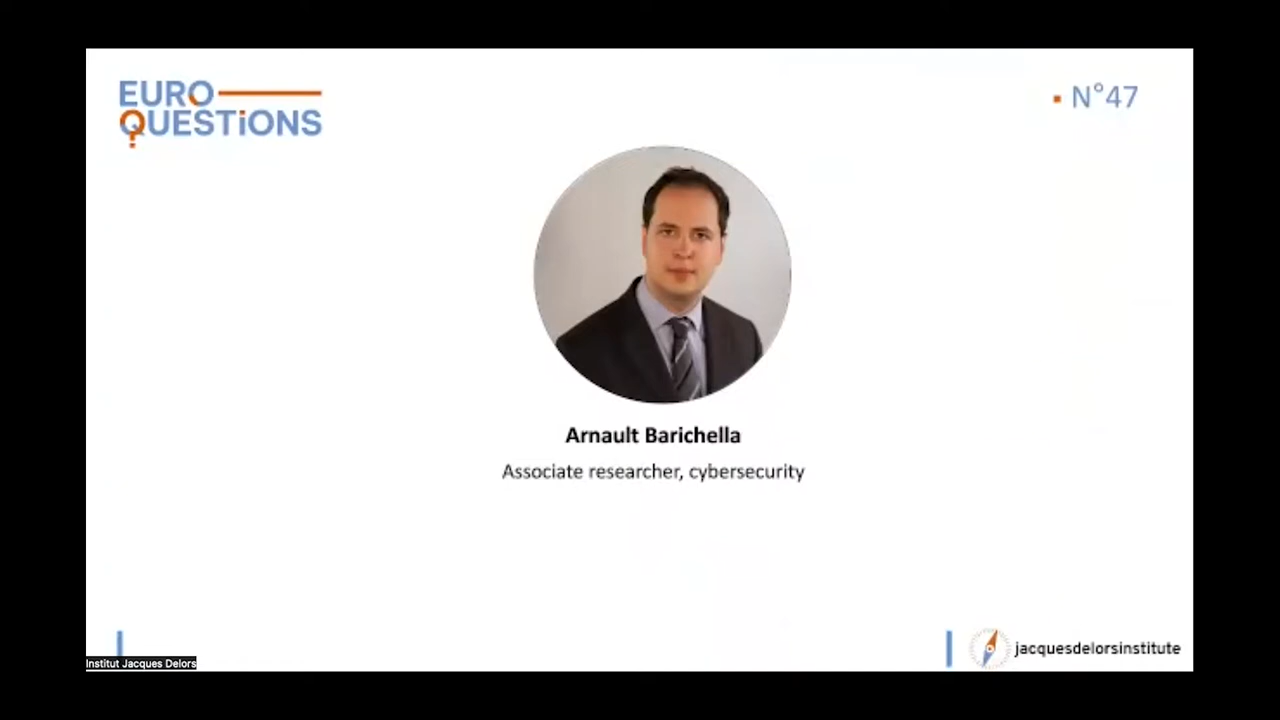 EURO
QUESTiONS
N°47
Arnault Barichella
Associate researcher, cybersecurity
Institut Jacques Delors
jacquesdelorsinstitute